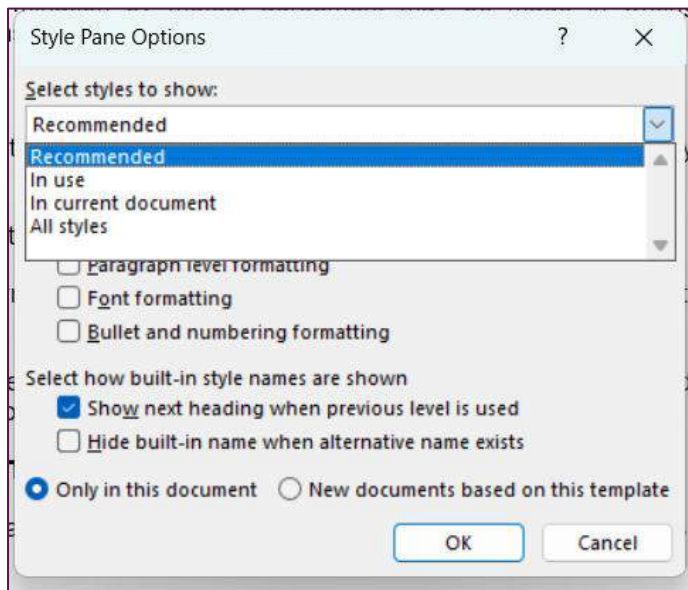 Style Pane Options ? ×
Select styles to show:
Recommended
Recommended
In use
In current document
All styles
Paragraph level formatting
Font formatting
Bullet and numbering formatting
Select how built-in style names are shown
Show next heading when previous level is used
Hide built-in name when alternative name exists
Only in this document New documents based on this template
OK Cancel